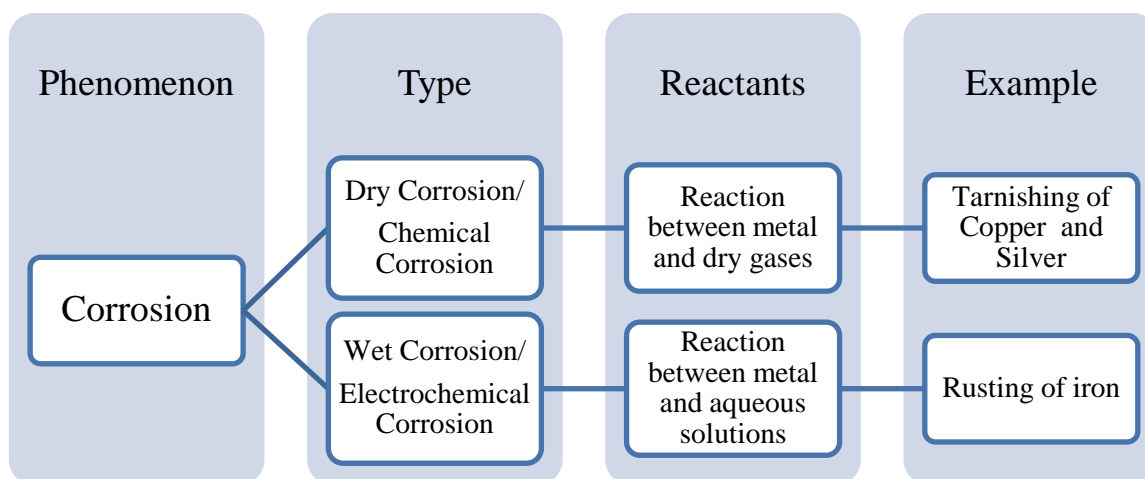 Phenomenon
Type
Reactants
Example
Corrosion
Dry Corrosion/
Chemical
Corrosion
Reaction
between metal
and dry gases
Tarnishing of
Copper and
Silver
Wet Corrosion/
Electrochemical
Corrosion
Reaction
between metal
and aqueous
solutions
Rusting of iron